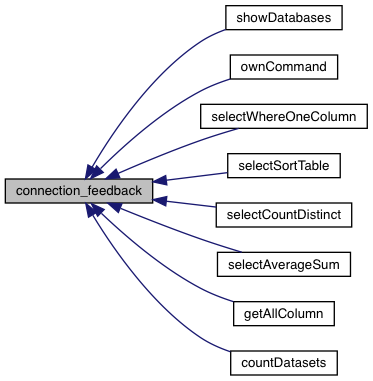 showDatabases
ownCommand
selectWhereOneColumn
selectSortTable
connection_feedback
selectCountDistinct
selectAverageSum
getAllColumn
countDatasets